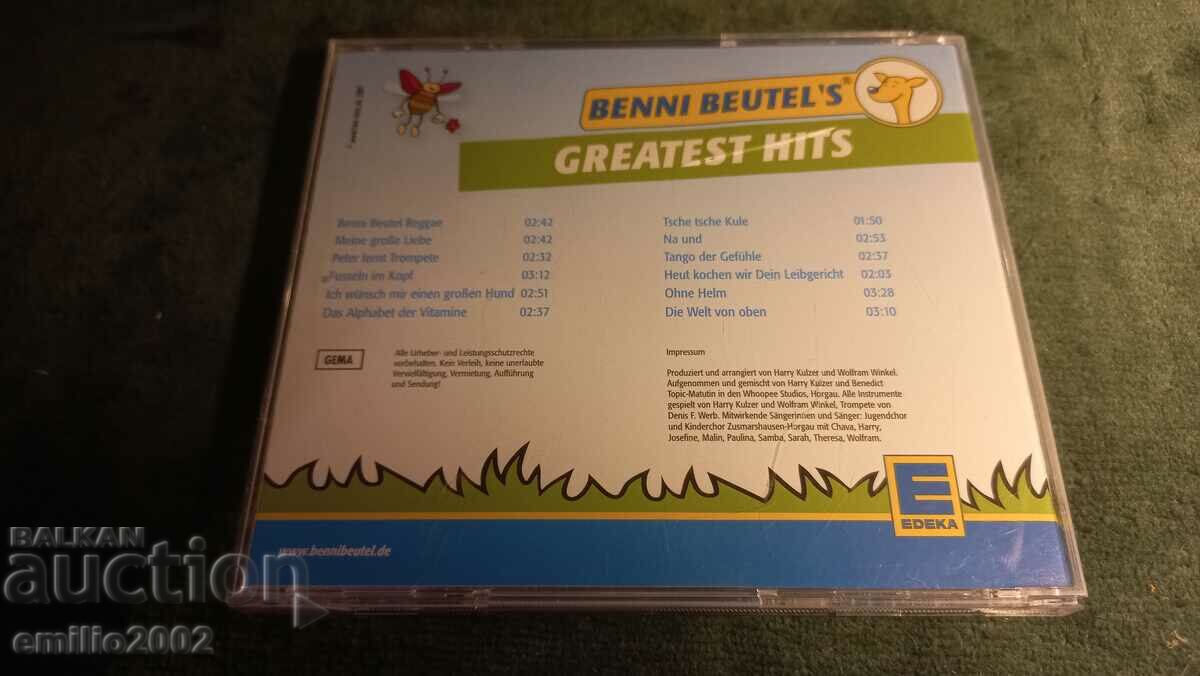 BENNI BEUTEL'S®
GREATEST HITS
Benni Beutel Reggae 02:42
Meine große Liebe 02:42
Peter lernt Trompete 02:32
Fusseln im Kopf 03:12
Ich wünsch mir einen großen Hund 02:51
Das Alphabet der Vitamine 02:37
Tsche tsche Kule 01:50
Na und 02:53
Tango der Gefühle 02:37
Heut kochen wir Dein Leibgericht 02:03
Ohne Helm 03:28
Die Welt von oben 03:10
GEMA
Alle Urheber- und Leistungsschutzrechte
vorbehalten. Kein Verleih, keine unerlaubte
Vervielfältigung, Vermietung, Aufführung
und Sendung!
Impressum
Produziert und arrangiert von Harry Kulzer und Wolfram Winkel.
Aufgenommen und gemischt von Harry Kulzer und Benedict
Topic-Matutin in den Whoopee Studios, Horgau. Alle Instrumente
gespielt von Harry Kulzer und Wolfram Winkel, Trompete von
Denis F. Werb. Mitwirkende Sängerinnen und Sänger: Jugendchor
und Kinderchor Zusmarshausen-Horgau mit Chava, Harry,
Josefine, Malin, Paulina, Samba, Sarah, Theresa, Wolfram.
E
EDEKA
www.bennibeutel.de
BALKAN
auction
emilio2002